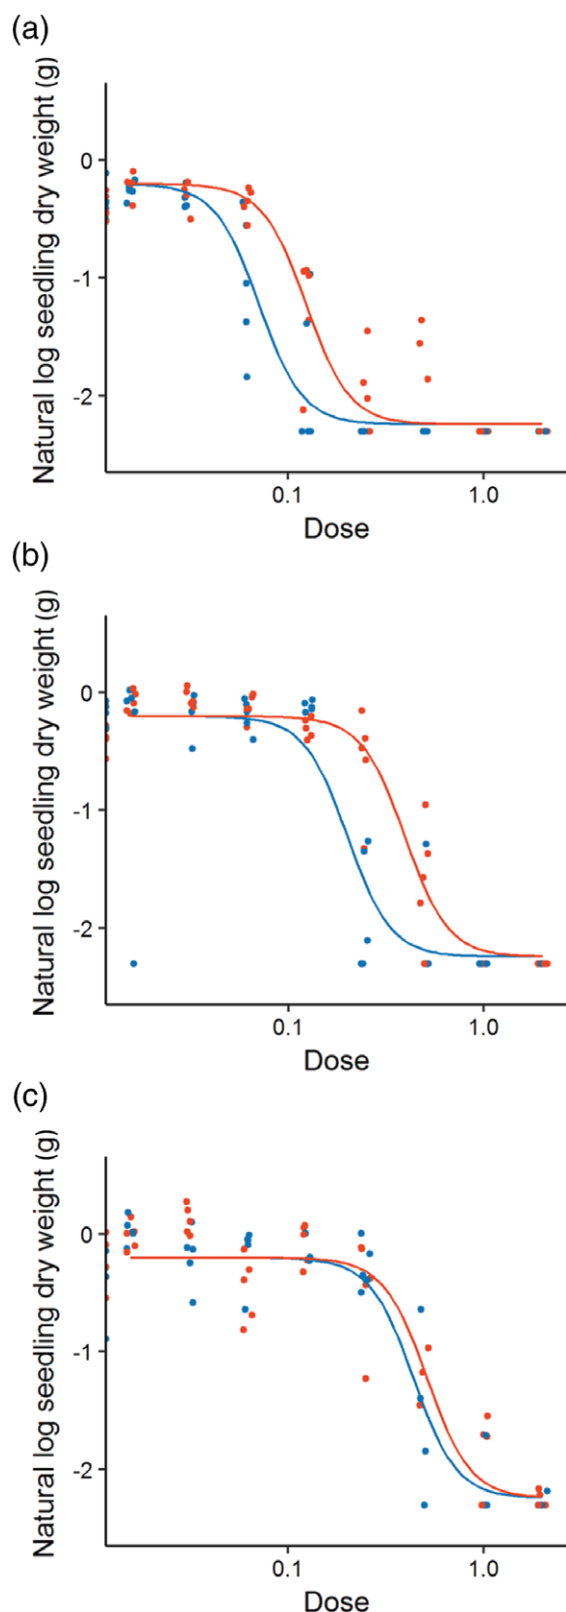 (a)
Natural log seedling dry weight (g)
0
-1
-2
0.1
1.0
Dose
(b)
Natural log seedling dry weight (g)
0
-1
-2
0.1
1.0
Dose
(c)
Natural log seedling dry weight (g)
0
-1
-2
0.1
1.0
Dose